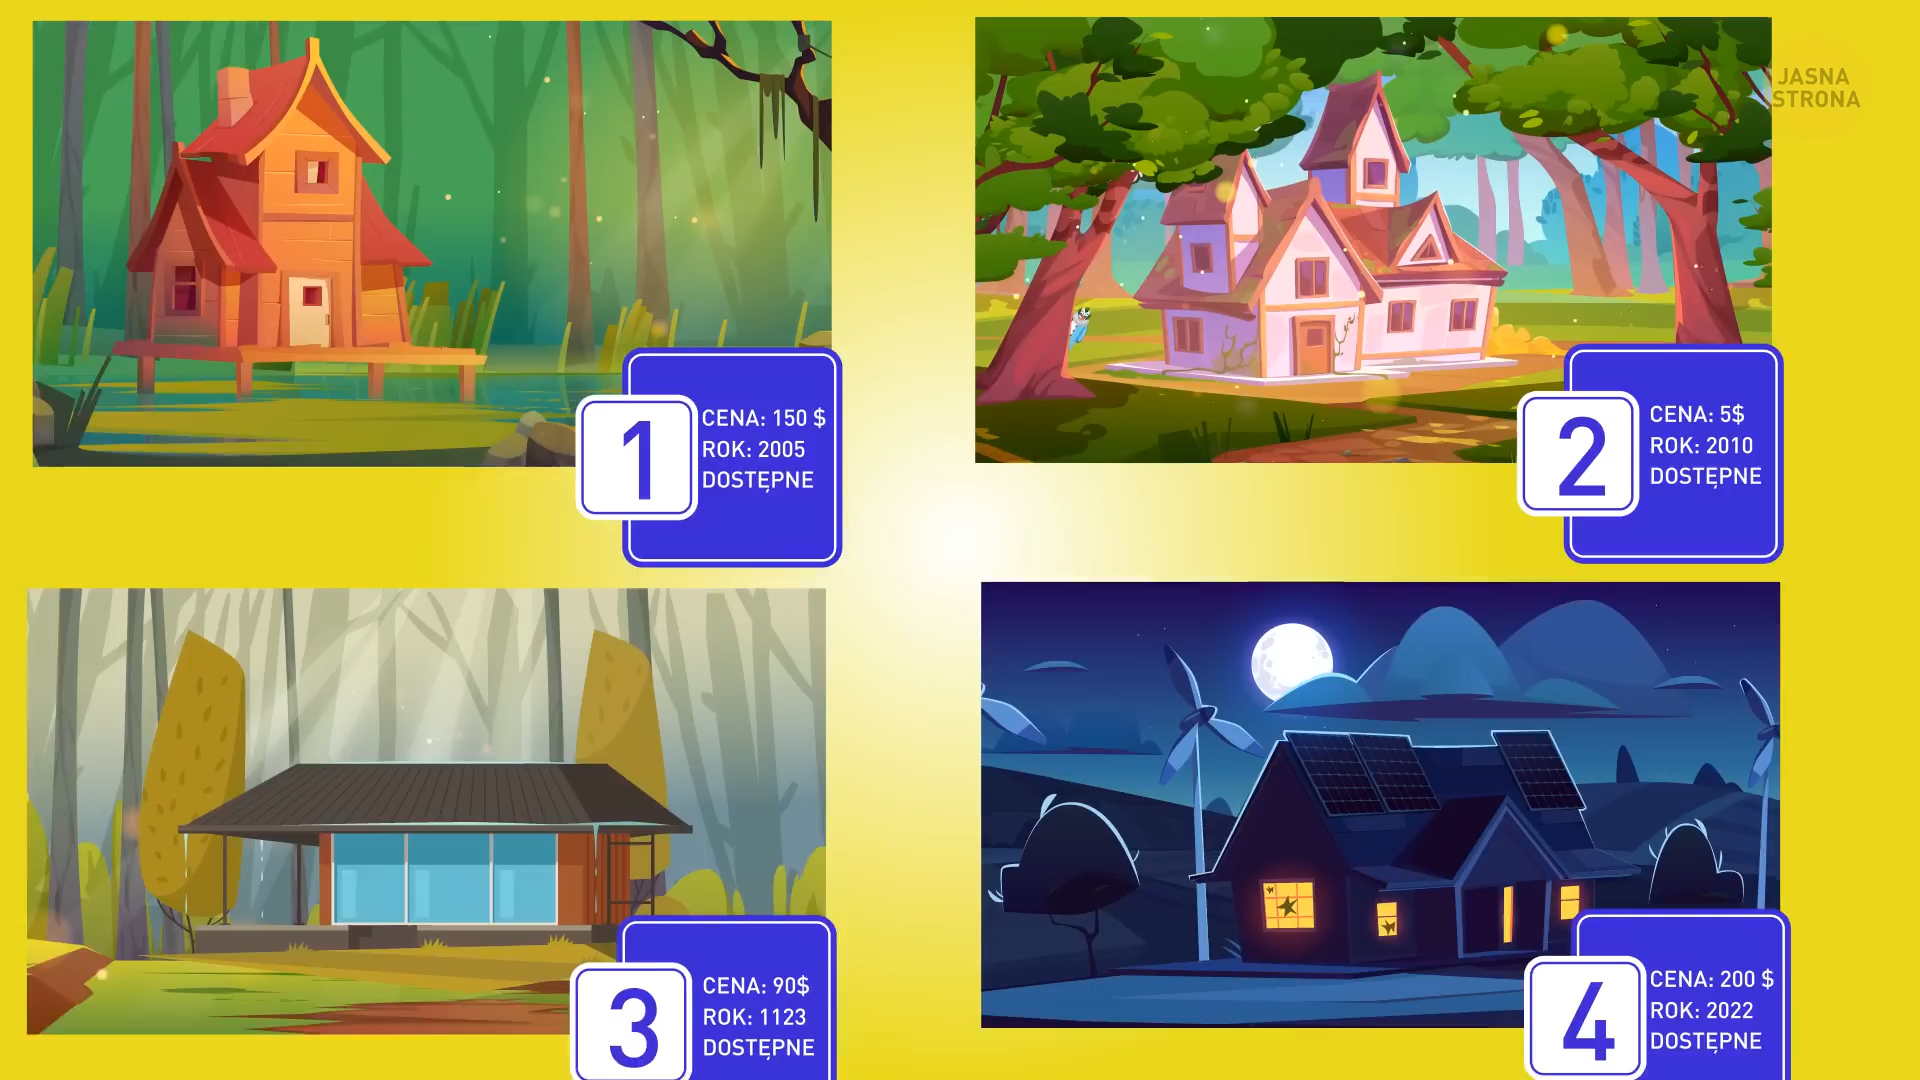 JASNA
STRONA
1
CENA: 150 $
ROK: 2005
DOSTĘPNE
2
CENA: 5$
ROK: 2010
DOSTĘPNE
3
CENA: 90$
ROK: 1123
DOSTĘPNE
4
CENA: 200 $
ROK: 2022
DOSTĘPNE